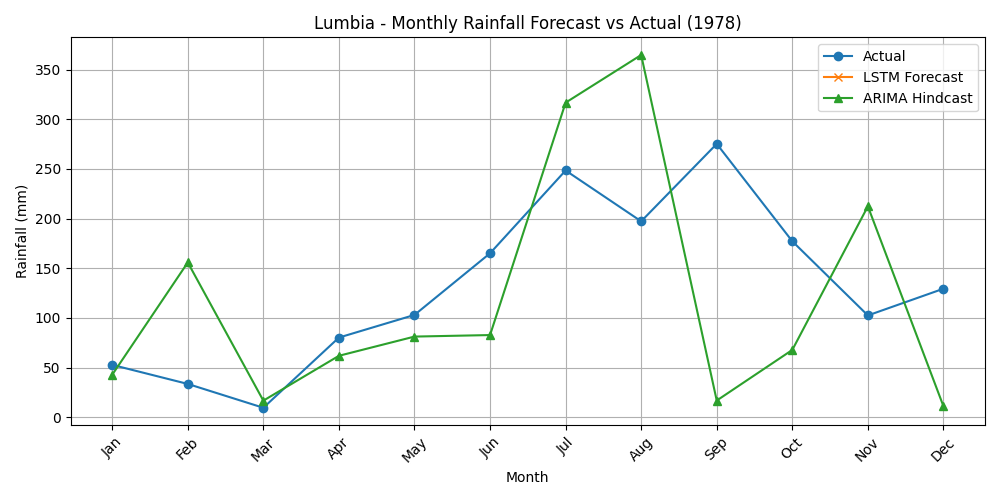 Lumbia - Monthly Rainfall Forecast vs Actual (1978)
Actual
LSTM Forecast
ARIMA Hindcast
Rainfall (mm)
350
300
250
200
150
100
50
0
Jan
Feb
Mar
Apr
May
Jun
Jul
Aug
Sep
Oct
Nov
Dec
Month